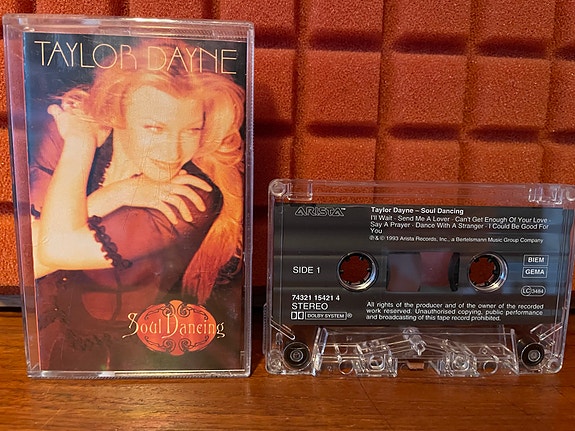 TAYLOR DAYNE
Soul Dancing
ARISTA™
Taylor Dayne – Soul Dancing
I'll Wait · Send Me A Lover · Can't Get Enough Of Your Love ·
Say A Prayer · Dance With A Stranger · I Could Be Good For
You
℗ & © 1993 Arista Records, Inc., a Bertelsmann Music Group Company
SIDE 1
BIEM
GEMA
LC 3484
74321 15421 4
STEREO
DOLBY SYSTEM ®
All rights of the producer and of the owner of the recorded
work reserved. Unauthorised copying, public performance
and broadcasting of this tape record prohibited.